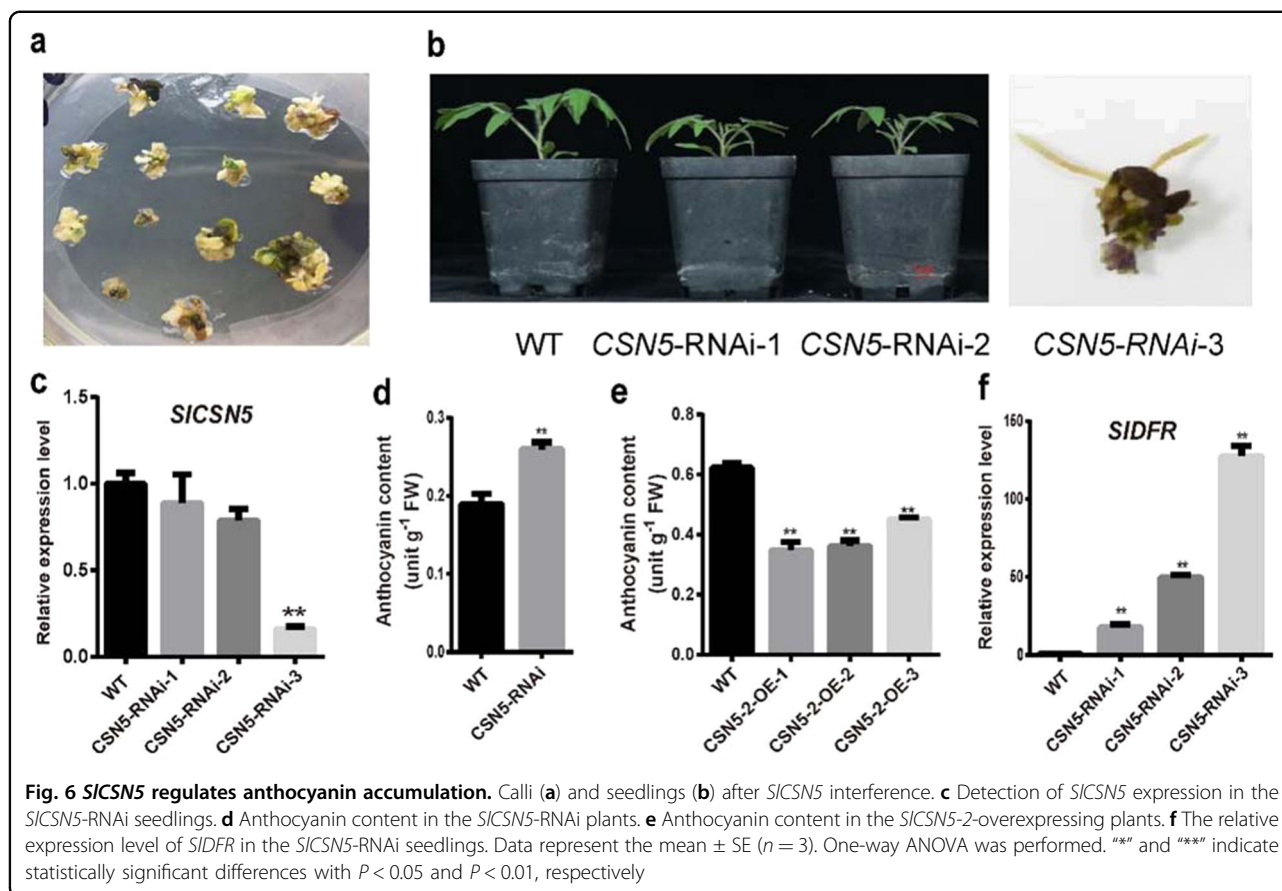 a
b
WT CSN5-RNAi-1 CSN5-RNAi-2 CSN5-RNAi-3
c
SlCSN5
Relative expression level
1.5
1.0
0.5
0.0
WT
CSN5-RNAi-1
CSN5-RNAi-2
CSN5-RNAi-3
**
d
Anthocyanin content
(unit g⁻¹ FW)
0.3
0.2
0.1
0.0
**
WT
CSN5-RNAi
e
Anthocyanin content
(unit g⁻¹ FW)
0.8
0.6
0.4
0.2
0.0
**
**
**
WT
CSN5-2-OE-1
CSN5-2-OE-2
CSN5-2-OE-3
f
SlDFR
Relative expression level
150
100
50
0
**
**
**
WT
CSN5-RNAi-1
CSN5-RNAi-2
CSN5-RNAi-3
Fig. 6 SlCSN5 regulates anthocyanin accumulation. Calli (a) and seedlings (b) after SlCSN5 interference. c Detection of SlCSN5 expression in the
SlCSN5-RNAi seedlings. d Anthocyanin content in the SlCSN5-RNAi plants. e Anthocyanin content in the SlCSN5-2-overexpressing plants. f The relative
expression level of SlDFR in the SlCSN5-RNAi seedlings. Data represent the mean ± SE (n = 3). One-way ANOVA was performed. "*" and "**" indicate
statistically significant differences with P < 0.05 and P < 0.01, respectively